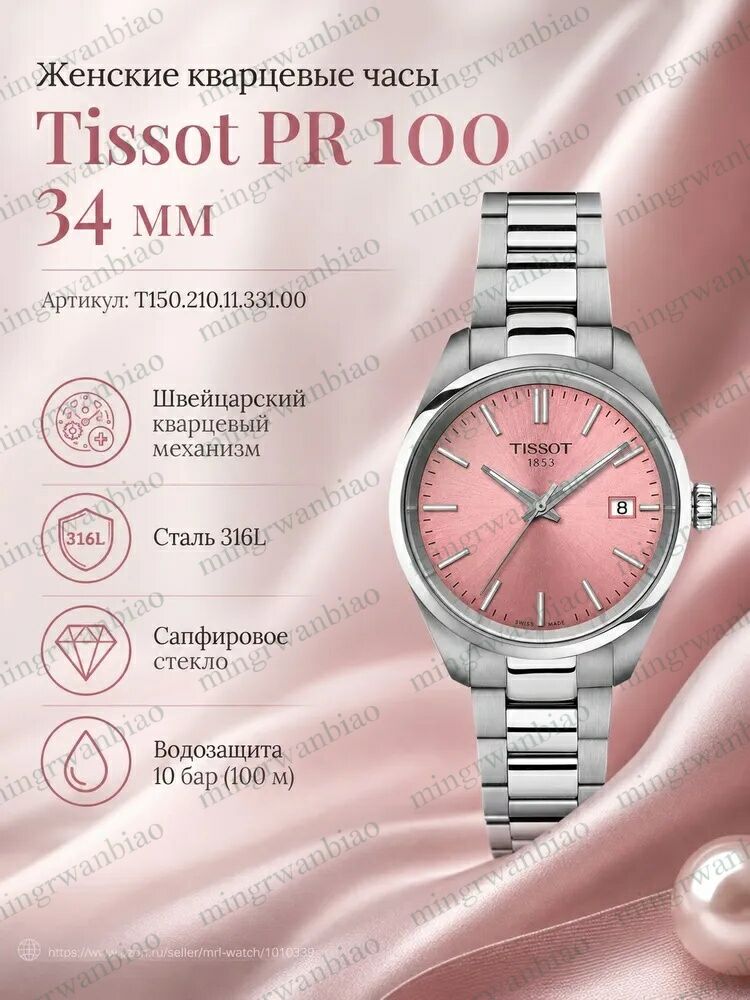 Женские кварцевые часы
Tissot PR 100
34 мм
Артикул: T150.210.11.331.00
Швейцарский
кварцевый
механизм
316L
Сталь 316L
Сапфировое
стекло
Водозащита
10 бар (100 м)
TISSOT
1853
8
SWISS MADE
mingrwanbiao